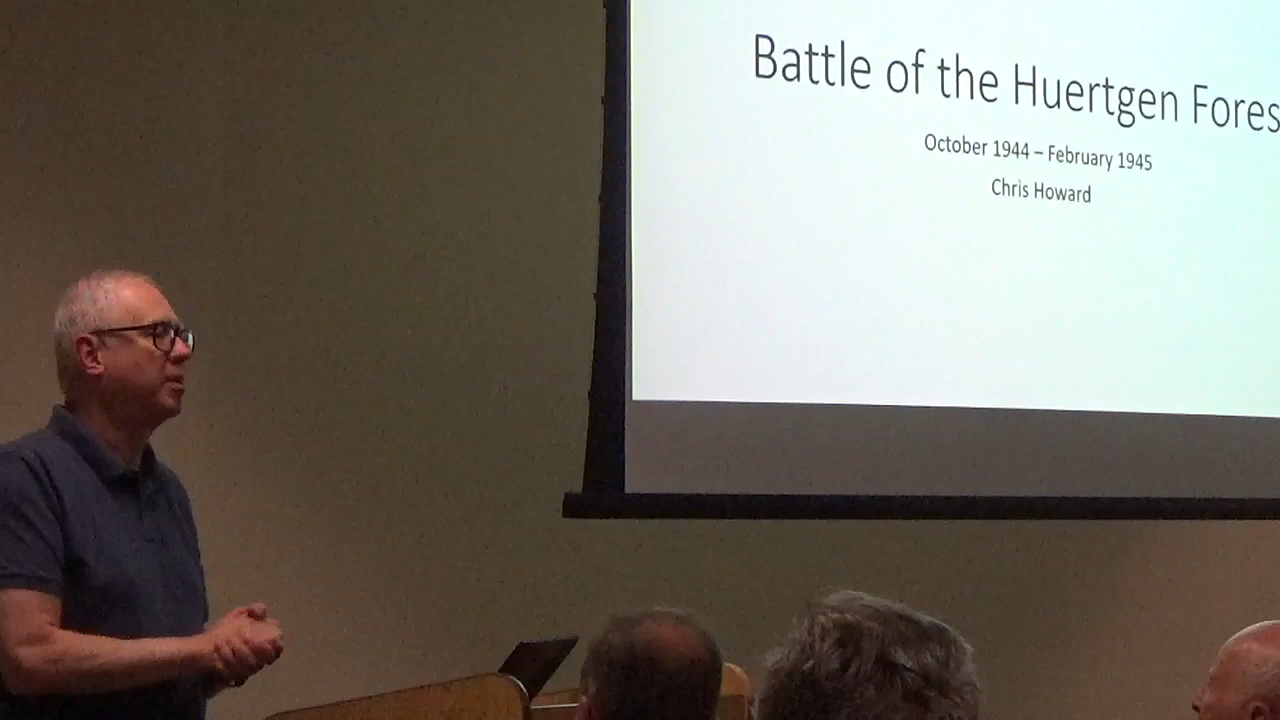 Battle of the Huertgen Fores
October 1944 – February 1945
Chris Howard